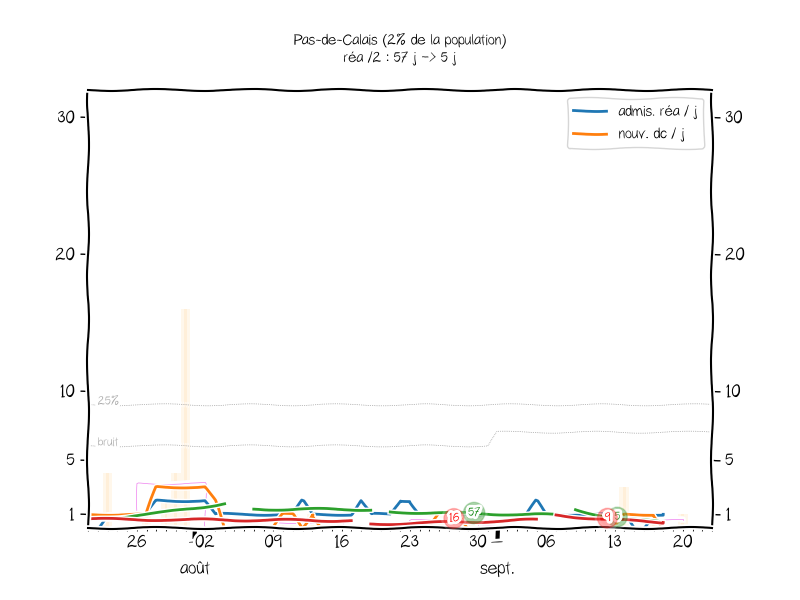 Pas-de-Calais (2% de la population)
réa /2 : 57 j -> 5 j
admis. réa / j
nouv. dc / j
30 30
20 20
10 10
25%
bruit
5 5
1 1
16 57 9 5
26 02 09 16 23 30 06 13 20
août sept.